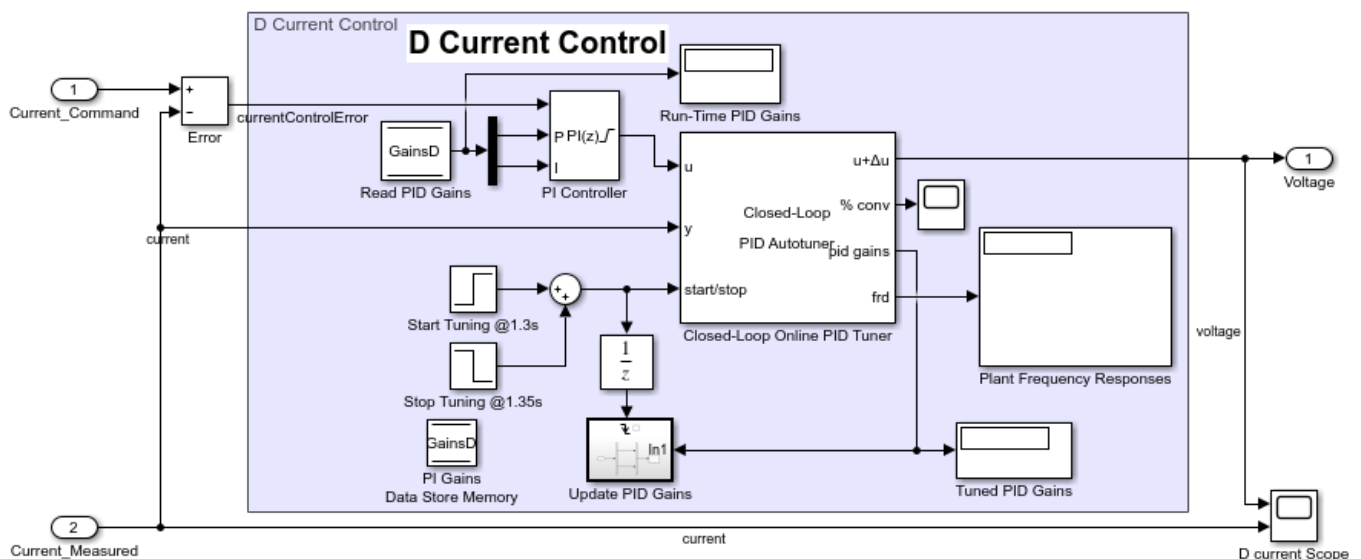 D Current Control
D Current Control
1
Current_Command
+
−
Error
currentControlError
GainsD
Read PID Gains
P
I
PI(z)
PI Controller
Run-Time PID Gains
u
y
start/stop
Closed-Loop
PID Autotuner
u+Δu
% conv
pid gains
frd
Closed-Loop Online PID Tuner
1
Voltage
current
Start Tuning @1.3s
+
+
Stop Tuning @1.35s
1
z
GainsD
PI Gains
Data Store Memory
In1
Update PID Gains
Plant Frequency Responses
Tuned PID Gains
voltage
2
Current_Measured
current
D current Scope